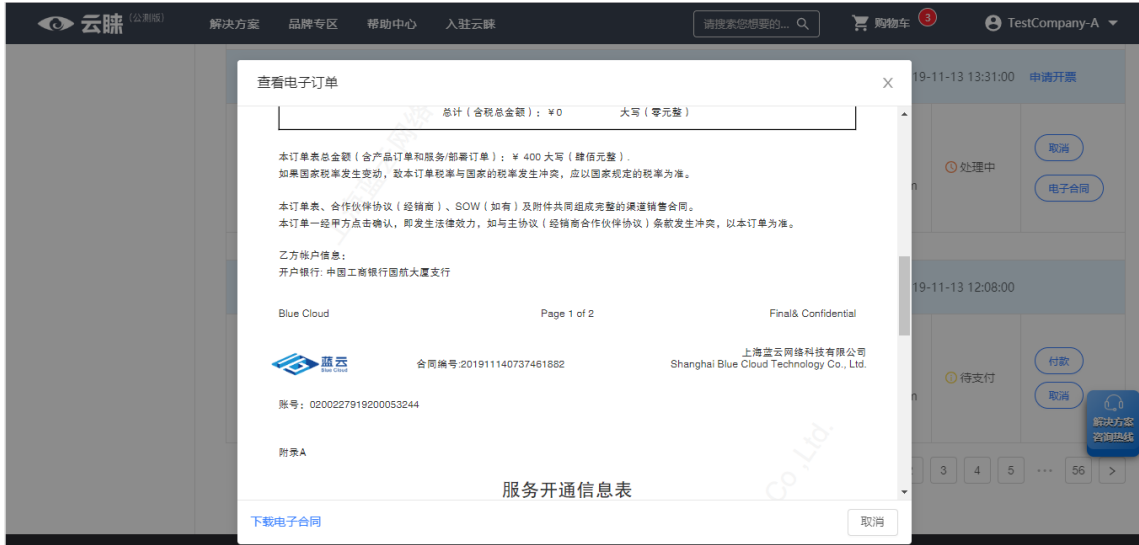 云睐 (公测版) 解决方案 品牌专区 帮助中心 入驻云睐 请搜索您想要的... 购物车 3 TestCompany-A
查看电子订单 X
19-11-13 13:31:00 申请开票
总计（含税总金额）：￥0 大写（零元整）
本订单表总金额（含产品订单和服务/部署订单）：￥ 400 大写（肆佰元整）.
如果国家税率发生变动，致本订单税率与国家的税率发生冲突，应以国家规定的税率为准。
取消
处理中
电子合同
本订单表、合作伙伴协议（经销商）、SOW（如有）及附件共同组成完整的渠道销售合同。
本订单一经甲方点击确认，即发生法律效力，如与主协议（经销商合作伙伴协议）条款发生冲突，以本订单为准。
乙方帐户信息：
开户银行: 中国工商银行国航大厦支行
19-11-13 12:08:00
Blue Cloud Page 1 of 2 Final& Confidential
蓝云
Blue Cloud
合同编号:201911140737461882
上海蓝云网络科技有限公司
Shanghai Blue Cloud Technology Co., Ltd.
付款
待支付
取消
账号：0200227919200053244
解决方案
咨询热线
附录A
3 4 5 ··· 56 >
服务开通信息表
下载电子合同 取消
Co.,Ltd.